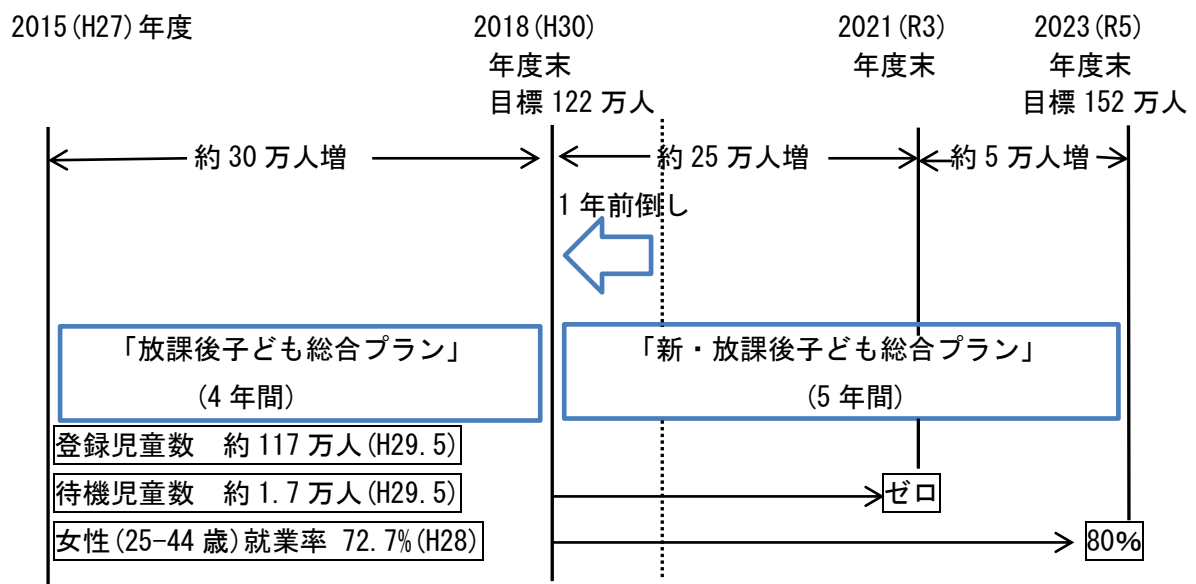 2015(H27)年度
2018(H30)
年度末
目標 122 万人
2021(R3)
年度末
2023(R5)
年度末
目標 152 万人
約 30 万人増
約 25 万人増
約 5 万人増
1 年前倒し
「放課後子ども総合プラン」
(4 年間)
「新・放課後子ども総合プラン」
(5 年間)
登録児童数 約 117 万人(H29.5)
待機児童数 約 1.7 万人(H29.5)
ゼロ
女性(25-44 歳)就業率 72.7%(H28)
80%